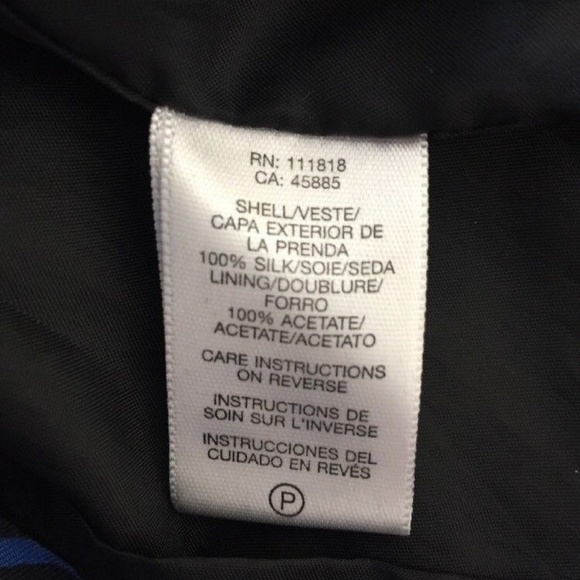 RN: 111818
CA: 45885
SHELL/VESTE/
CAPA EXTERIOR DE
LA PRENDA
100% SILK/SOIE/SEDA
LINING/DOUBLURE/
FORRO
100% ACETATE/
ACETATE/ACETATO
CARE INSTRUCTIONS
ON REVERSE
INSTRUCTIONS DE
SOIN SUR L'INVERSE
INSTRUCCIONES DEL
CUIDADO EN REVÉS
P